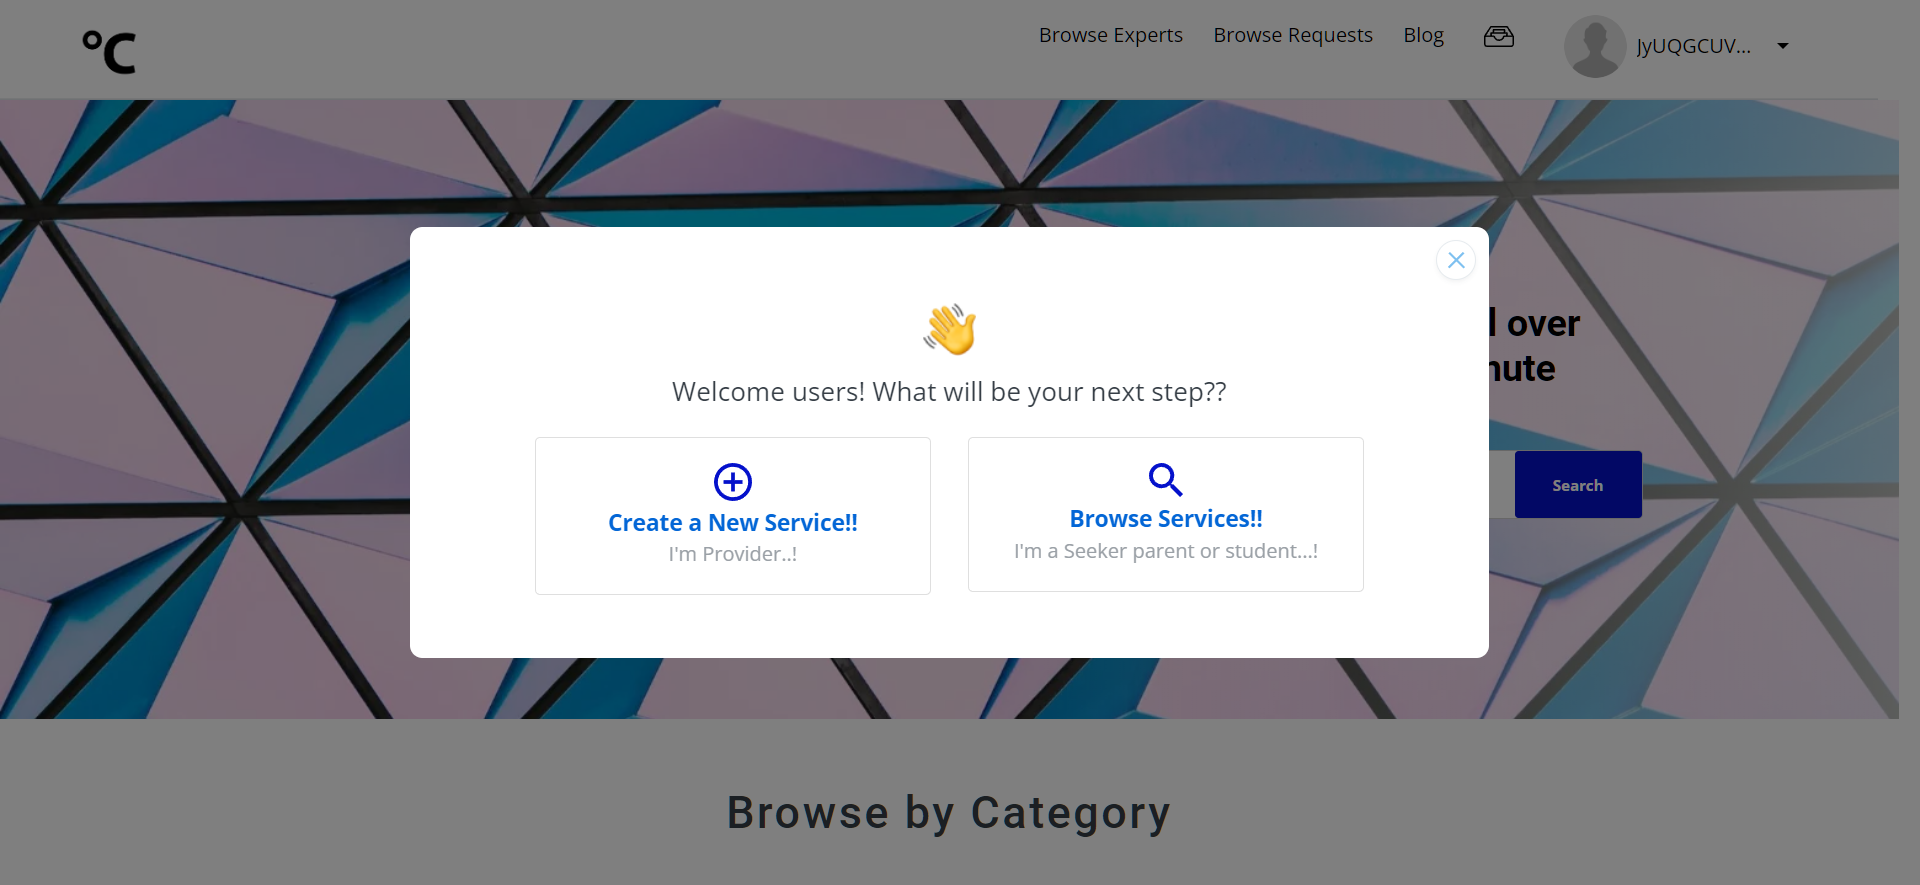 °C
Browse Experts
Browse Requests
Blog
JyUQGCUV...
over
Search
Welcome users! What will be your next step??
Create a New Service!!
I'm Provider..!
Browse Services!!
I'm a Seeker parent or student...!
Browse by Category